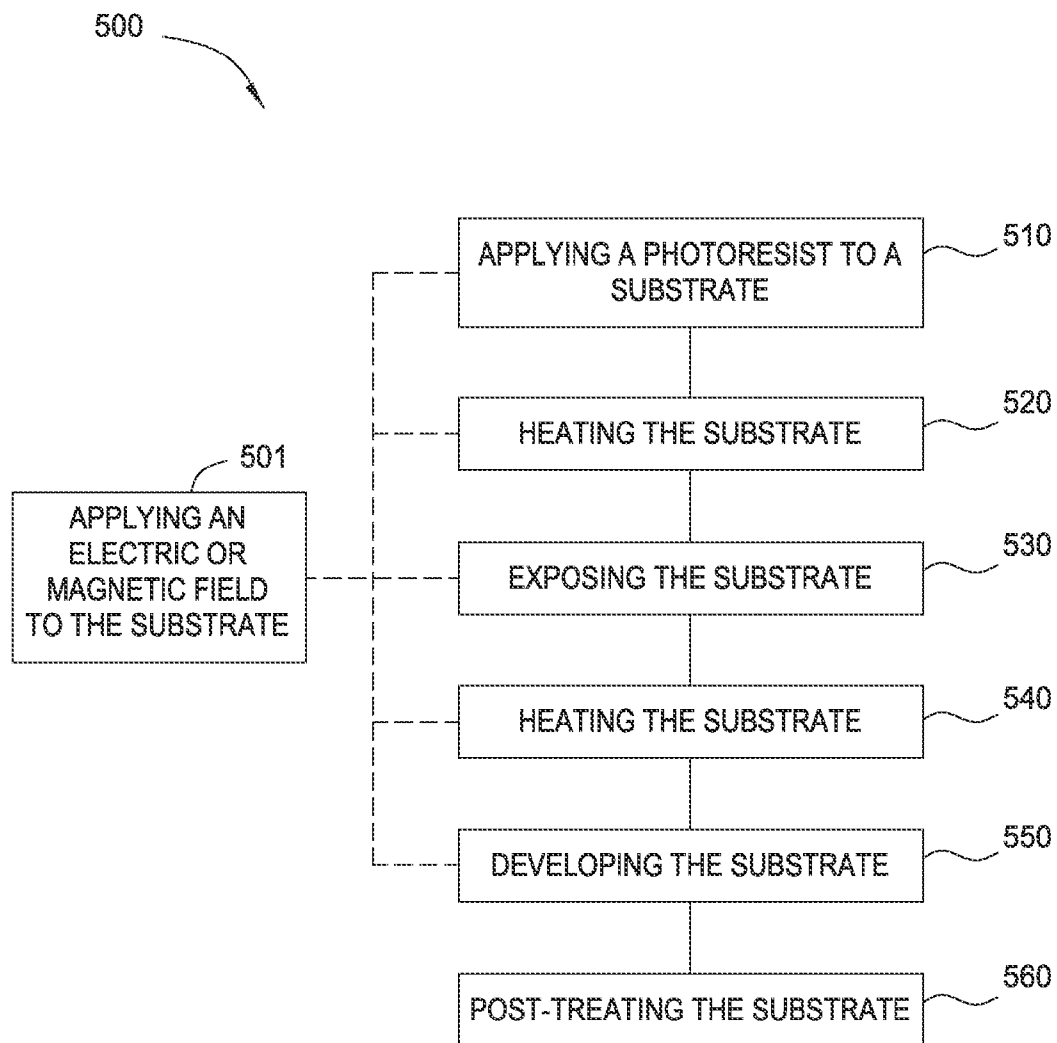 500
APPLYING A PHOTORESIST TO A
SUBSTRATE
510
HEATING THE SUBSTRATE
520
501
APPLYING AN
ELECTRIC OR
MAGNETIC FIELD
TO THE SUBSTRATE
EXPOSING THE SUBSTRATE
530
HEATING THE SUBSTRATE
540
DEVELOPING THE SUBSTRATE
550
POST-TREATING THE SUBSTRATE
560